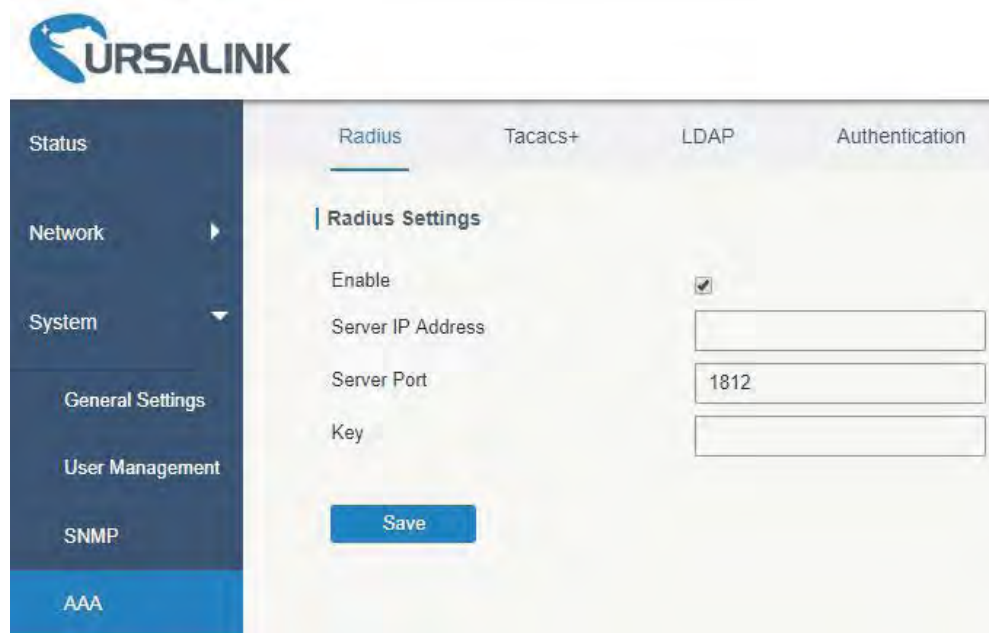 URSALINK
Status
Network
System
General Settings
User Management
SNMP
AAA
Radius Tacacs+ LDAP Authentication
Radius Settings
Enable
Server IP Address
Server Port 1812
Key
Save